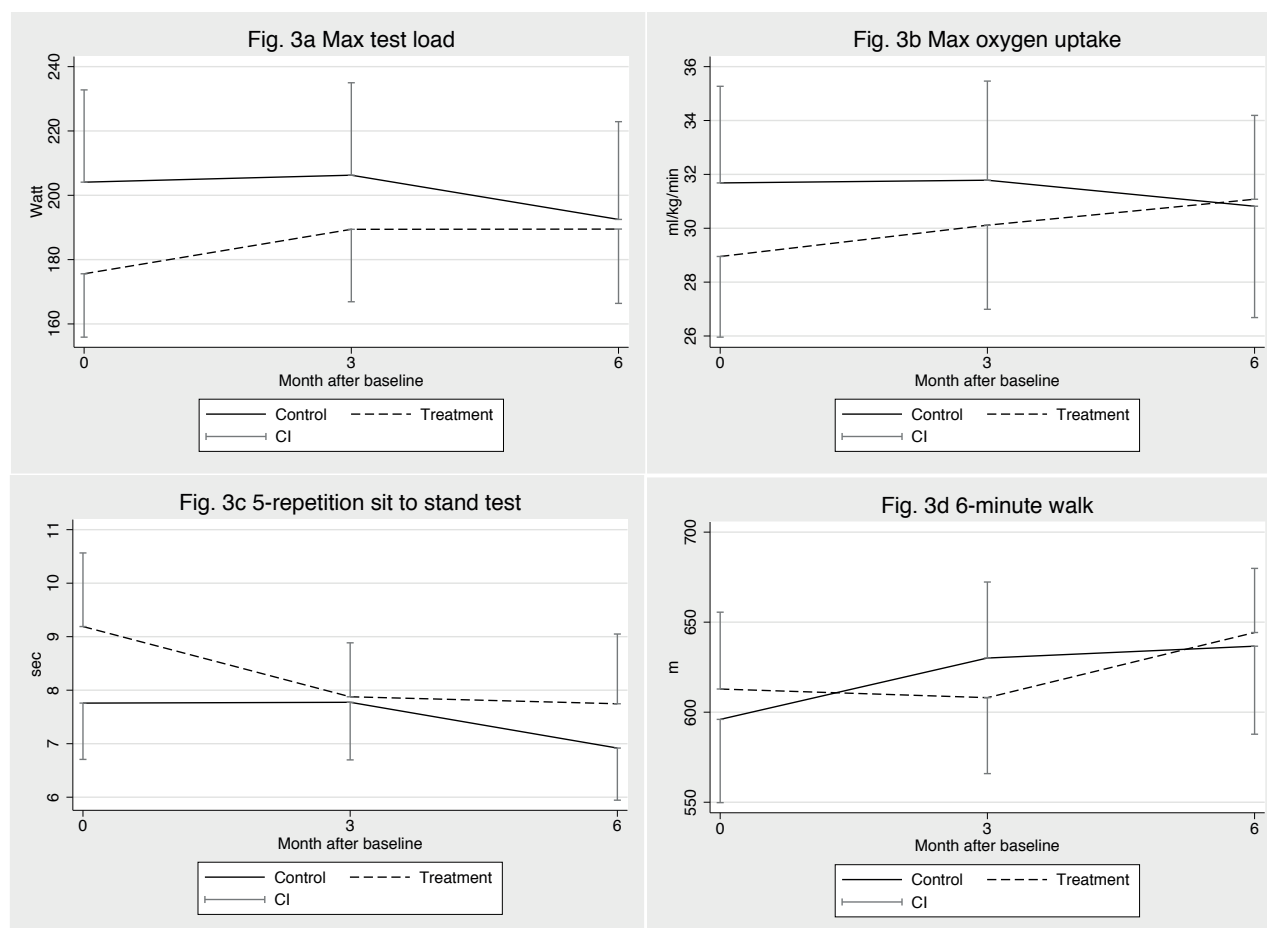 Fig. 3a Max test load
240
220
200
180
160
Watt
0 3 6
Month after baseline
Control Treatment
CI
Fig. 3b Max oxygen uptake
36
34
32
30
28
26
ml/kg/min
0 3 6
Month after baseline
Control Treatment
CI
Fig. 3c 5-repetition sit to stand test
11
10
9
8
7
6
sec
0 3 6
Month after baseline
Control Treatment
CI
Fig. 3d 6-minute walk
700
650
600
550
m
0 3 6
Month after baseline
Control Treatment
CI